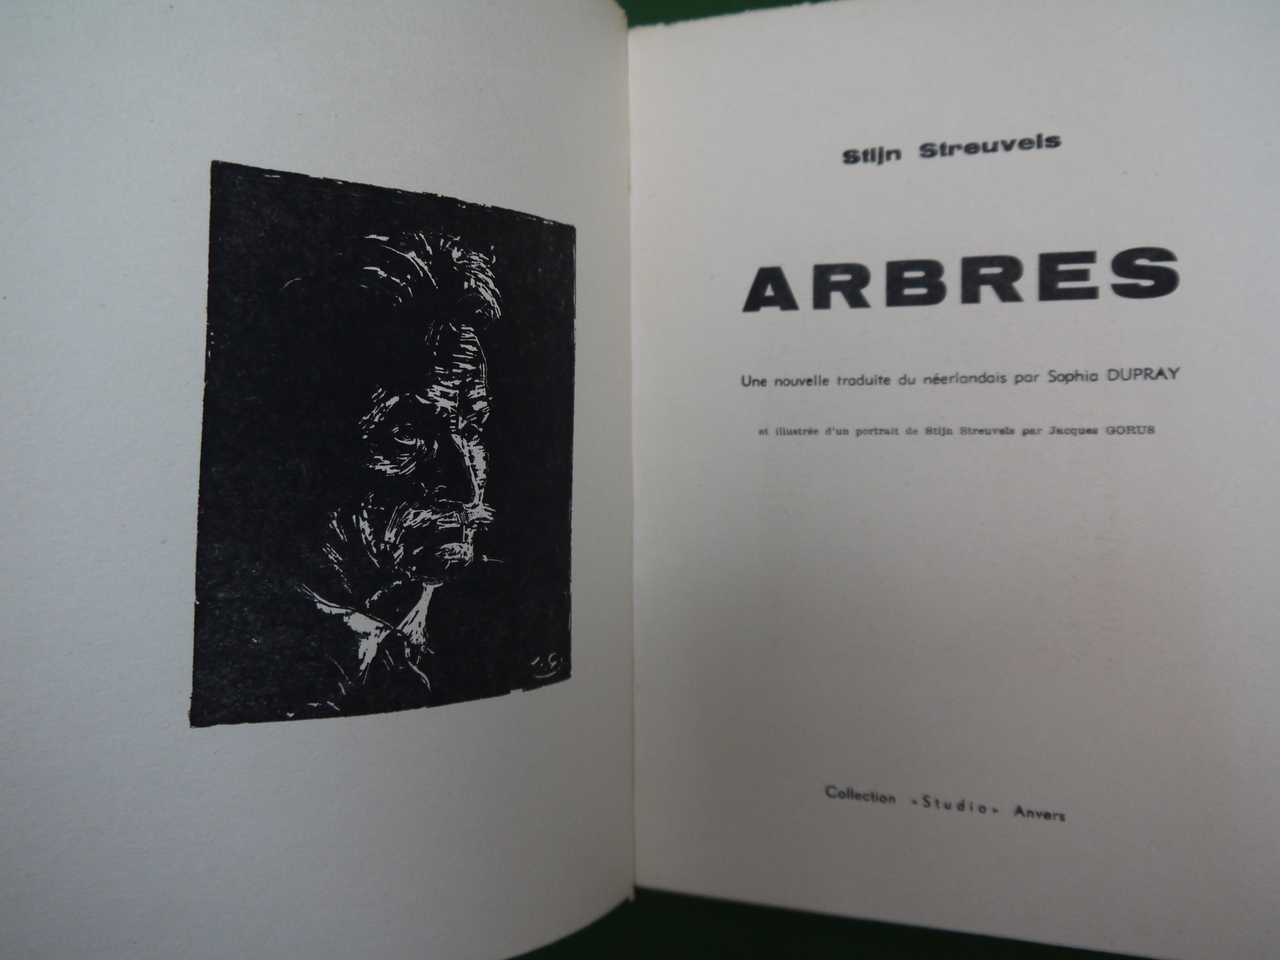 Stijn Streuvels
ARBRES
Une nouvelle traduite du néerlandais par Sophia DUPRAY
et illustrée d'un portrait de Stijn Streuvels par Jacques GORUS
Collection «Studio» Anvers
J.G.